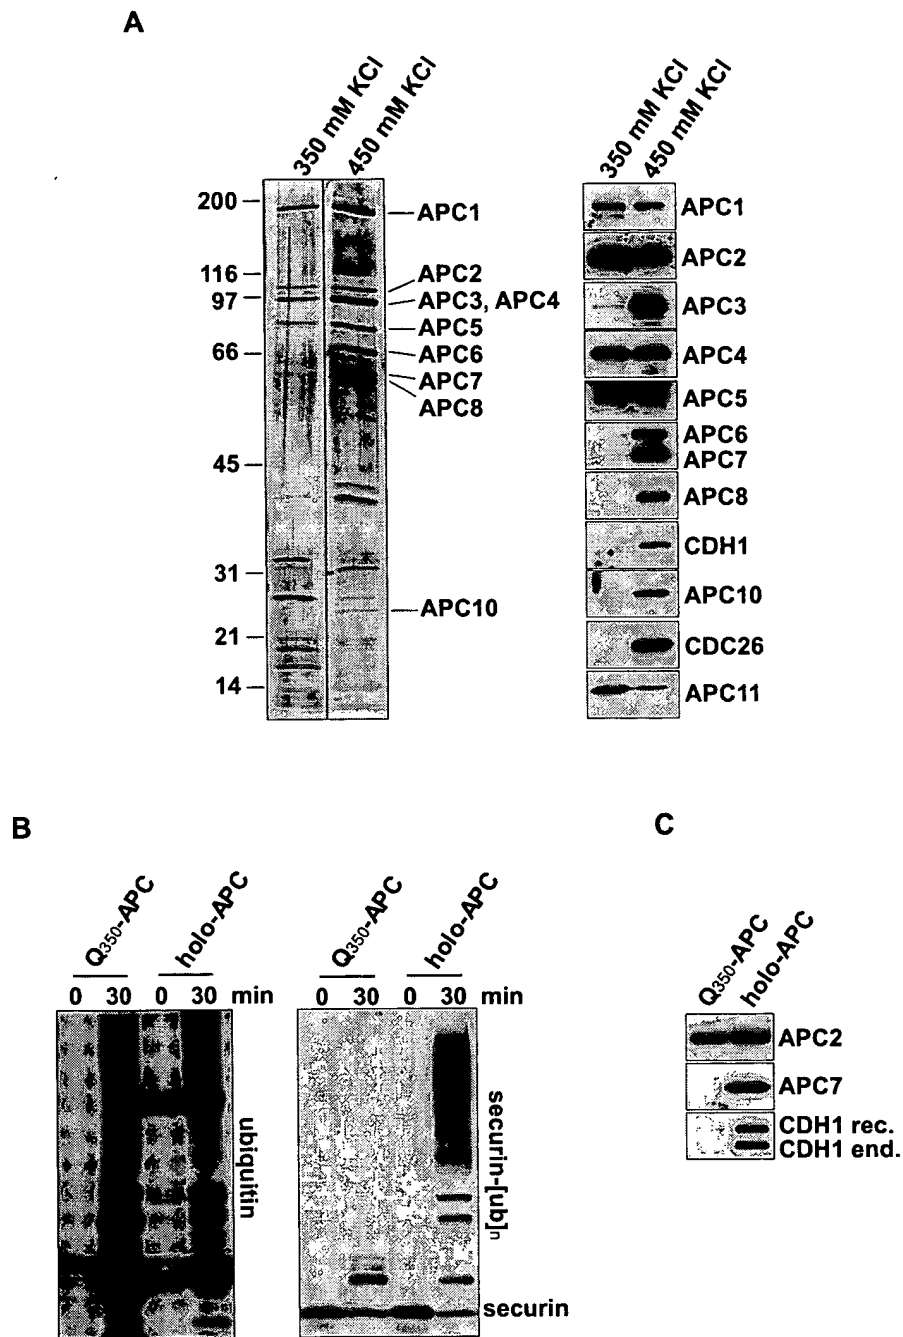 A
350 mM KCl
450 mM KCl
200
116
97
66
45
31
21
14
APC1
APC2
APC3, APC4
APC5
APC6
APC7
APC8
APC10
350 mM KCl
450 mM KCl
APC1
APC2
APC3
APC4
APC5
APC6
APC7
APC8
CDH1
APC10
CDC26
APC11
B
Q350-APC
holo-APC
0 30 0 30 min
ubiquitin
Q350-APC
holo-APC
0 30 0 30 min
securin-[ub]n
securin
C
Q350-APC
holo-APC
APC2
APC7
CDH1 rec.
CDH1 end.